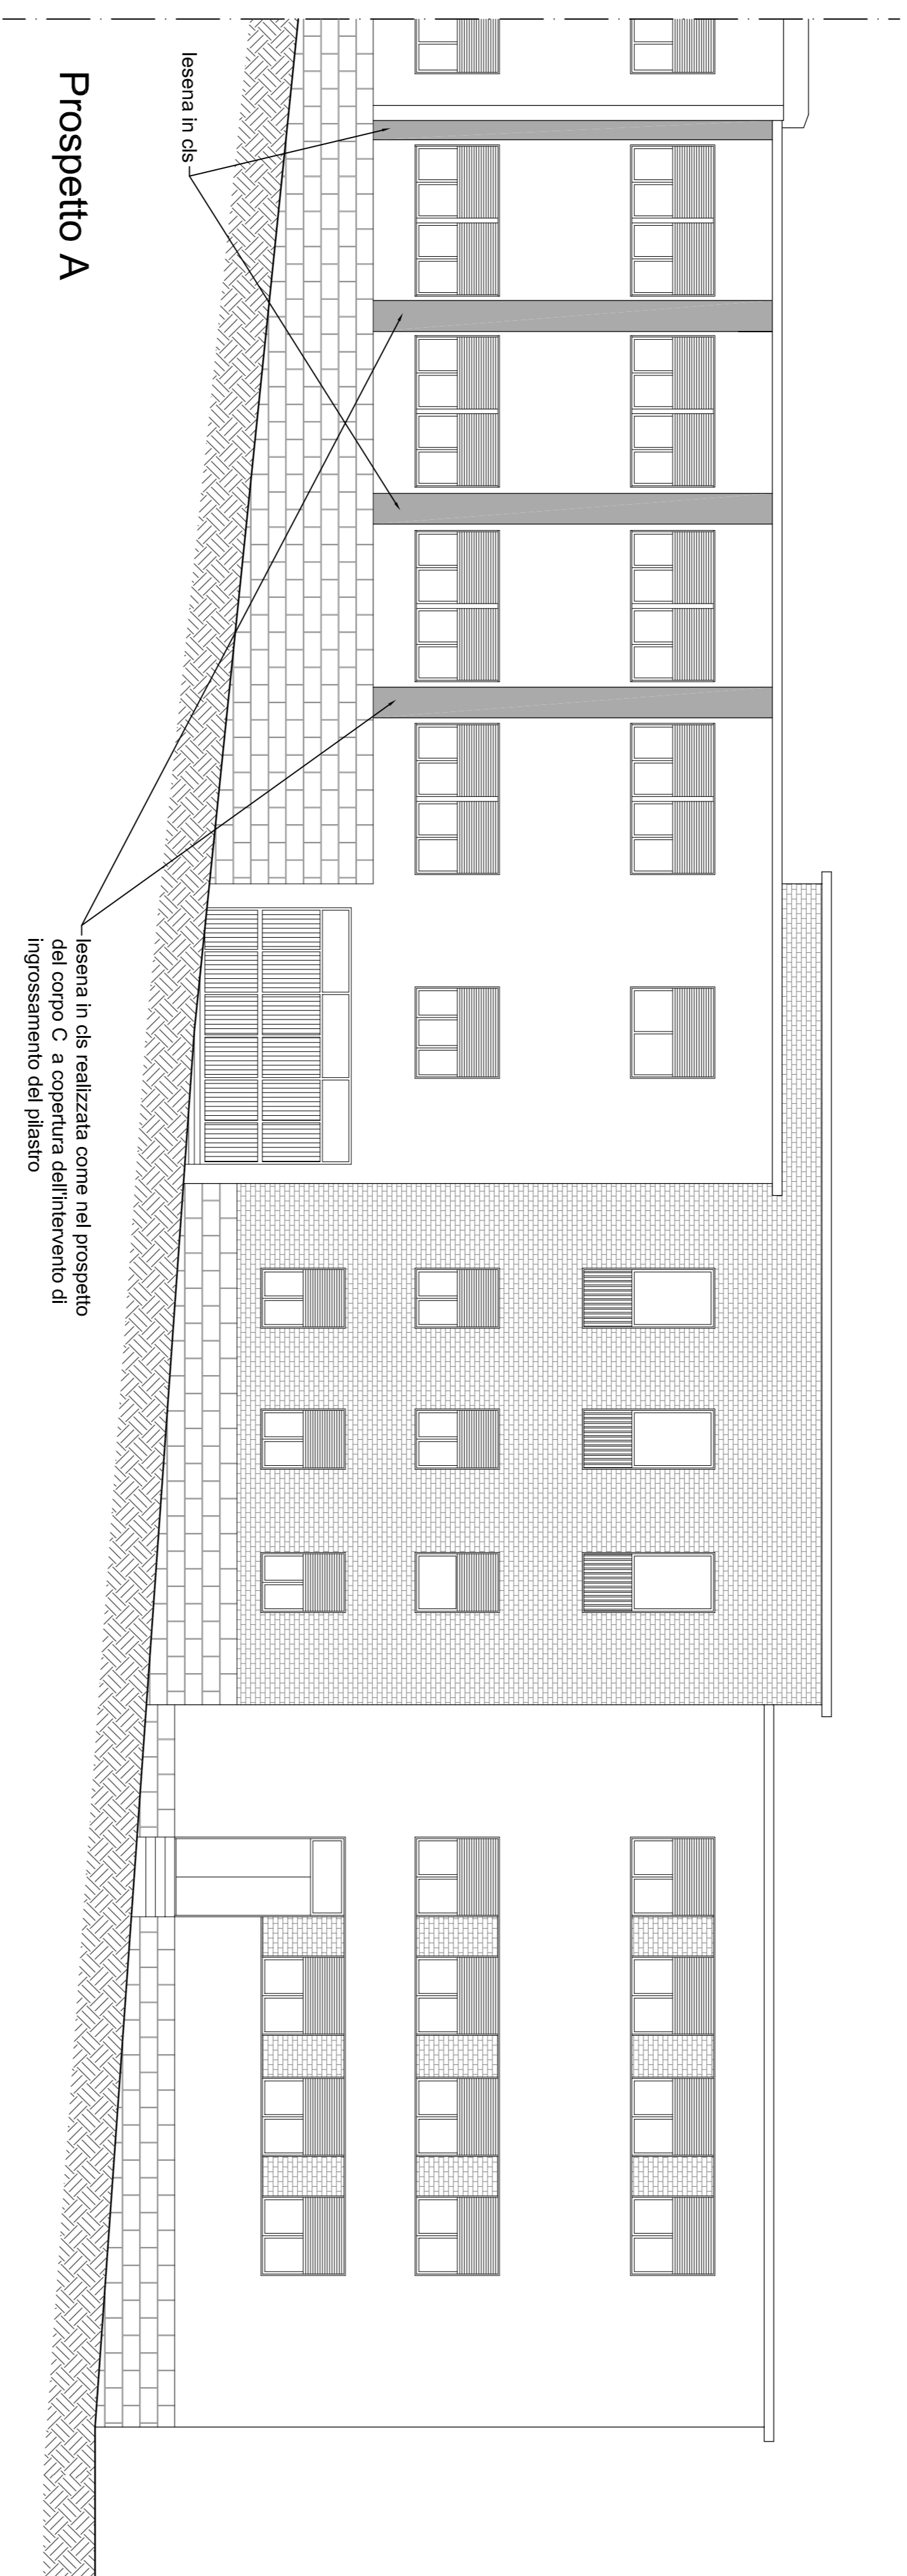 lesena in cls
Prospetto A
lesena in cls realizzata come nel prospetto
del corpo C a copertura dell'intervento di
ingrossamento del pilastro